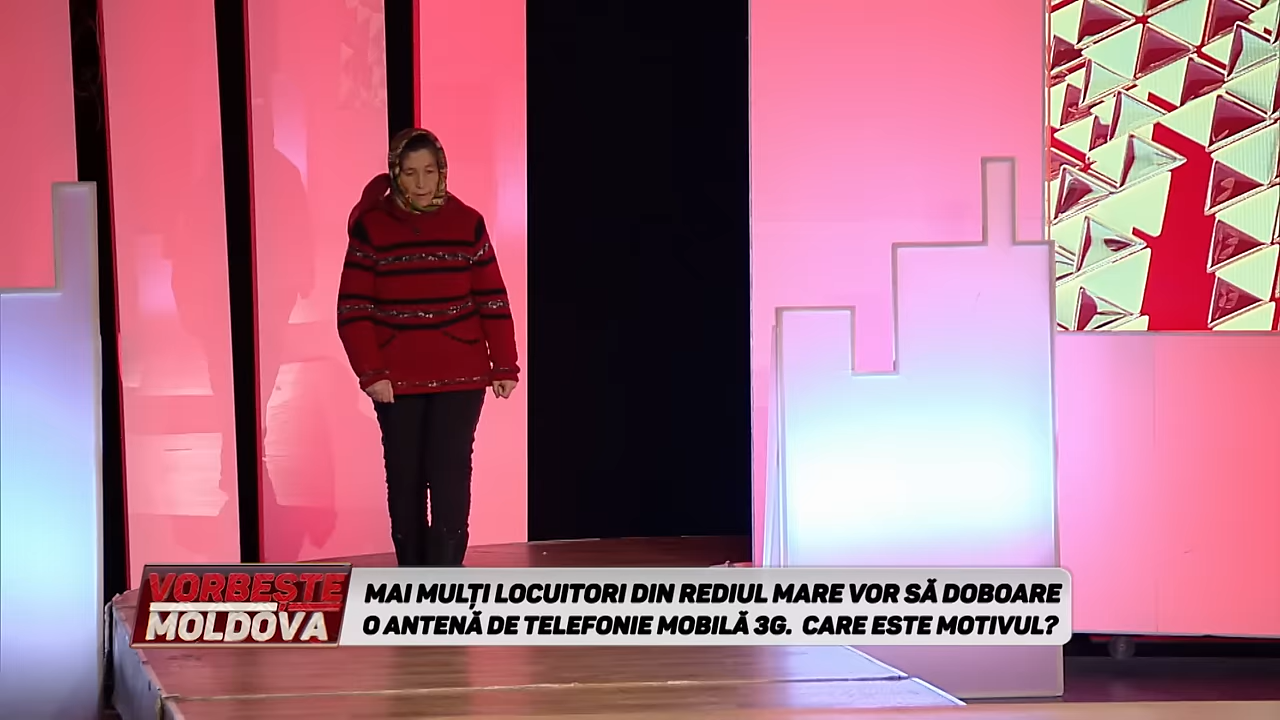 VORBEȘTE
MOLDOVA
MAI MULȚI LOCUITORI DIN REDIUL MARE VOR SĂ DOBOARE
O ANTENĂ DE TELEFONIE MOBILĂ 3G. CARE ESTE MOTIVUL?